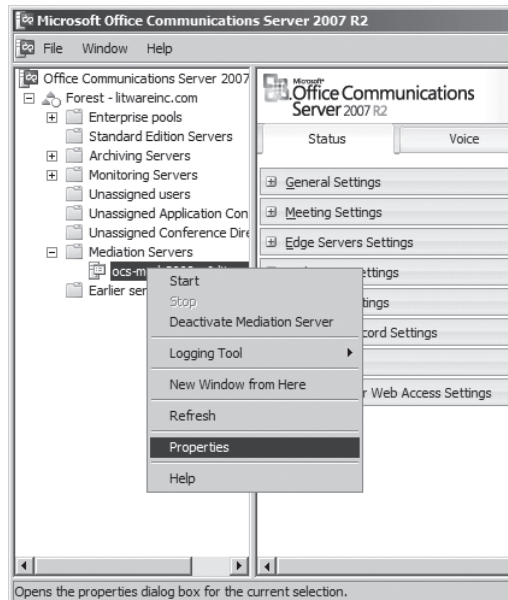 Microsoft Office Communications Server 2007 R2
File Window Help
Office Communications Server 2007
Forest - litwareinc.com
Enterprise pools
Standard Edition Servers
Archiving Servers
Monitoring Servers
Unassigned users
Unassigned Application Con
Unassigned Conference Dire
Mediation Servers
Earlier ser
Start
Stop
Deactivate Mediation Server
Logging Tool
New Window from Here
Refresh
Properties
Help
Microsoft
Office Communications
Server 2007 R2
Status Voice
General Settings
Meeting Settings
Edge Servers Settings
ettings
tings
cord Settings
r Web Access Settings
Opens the properties dialog box for the current selection.